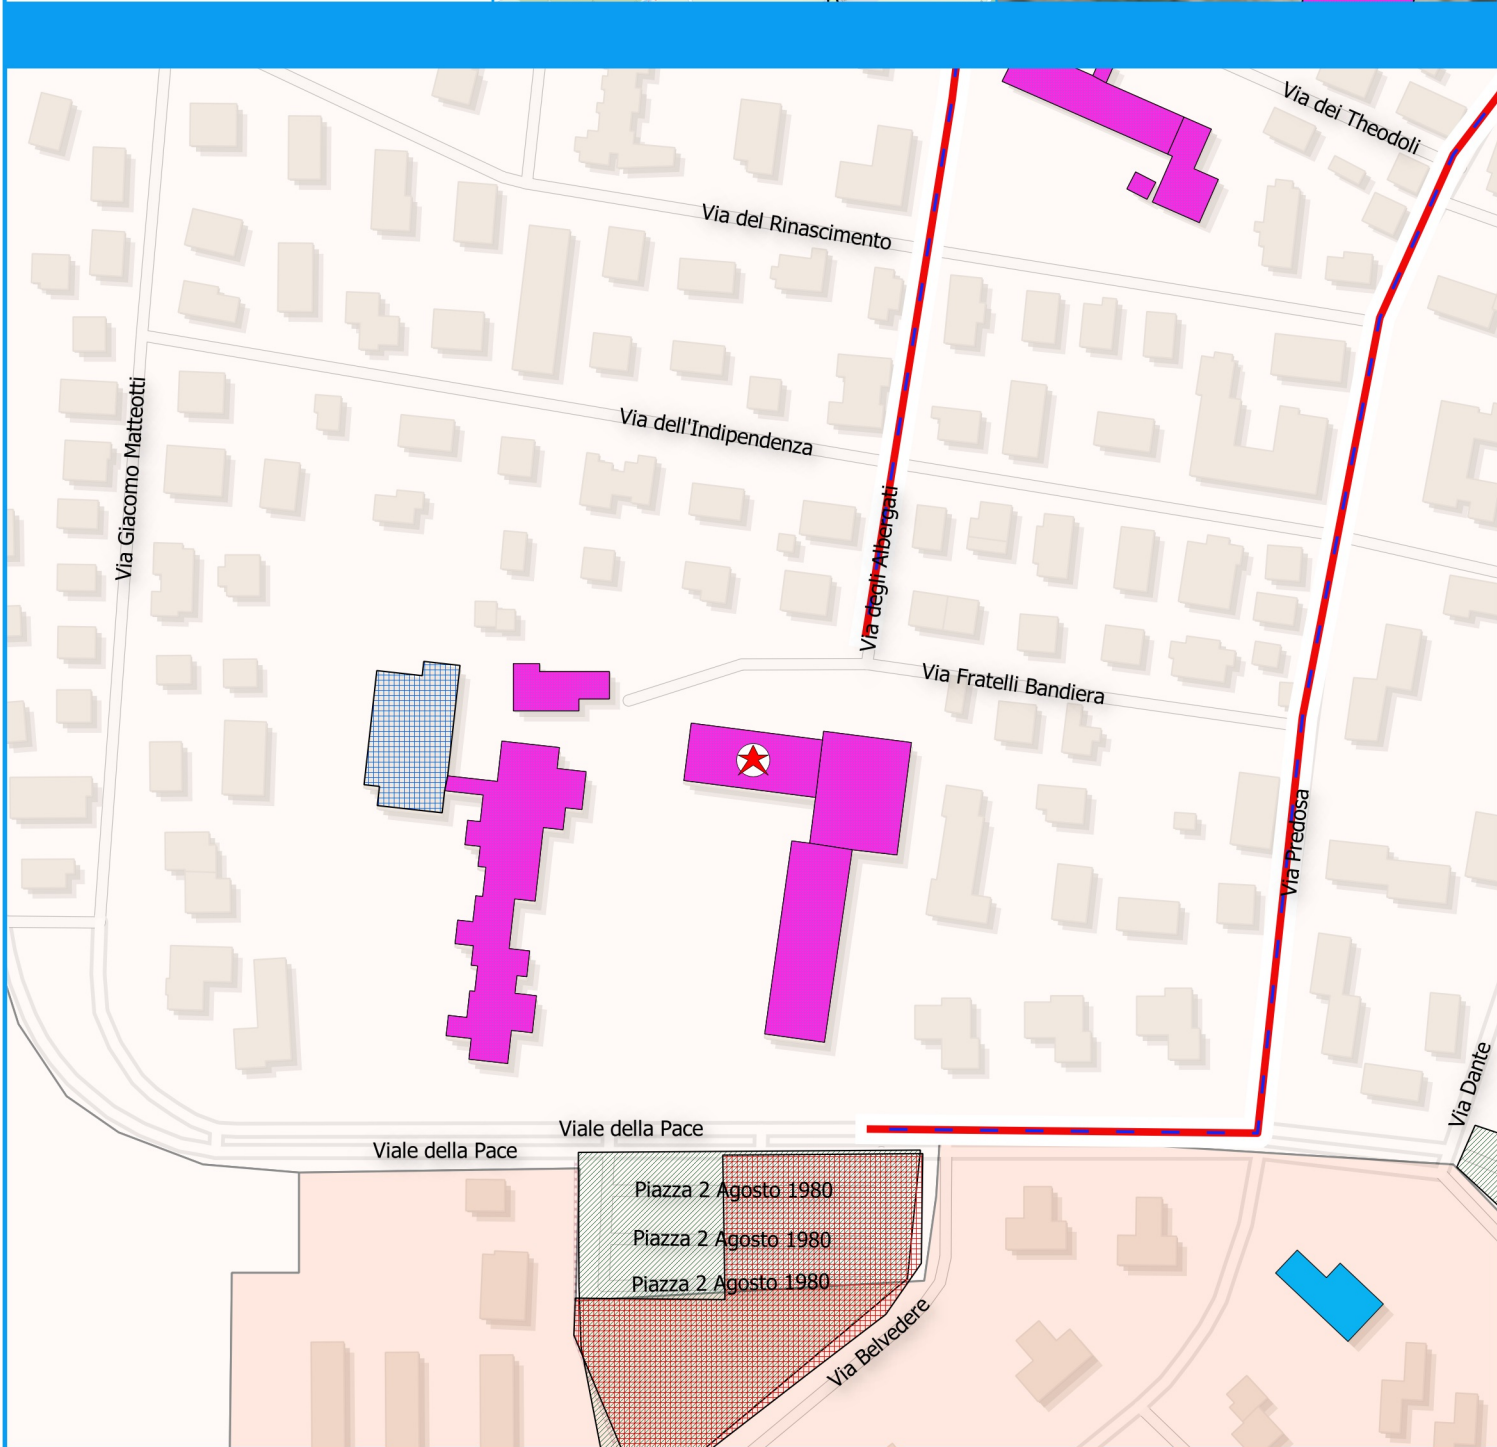 Via dei Theodoli
Via del Rinascimento
Via Giacomo Matteotti
Via dell'Indipendenza
Via degli Albergati
Via Fratelli Bandiera
Via Predosa
Via Dante
Viale della Pace
Viale della Pace
Piazza 2 Agosto 1980
Piazza 2 Agosto 1980
Piazza 2 Agosto 1980
Via Belvedere